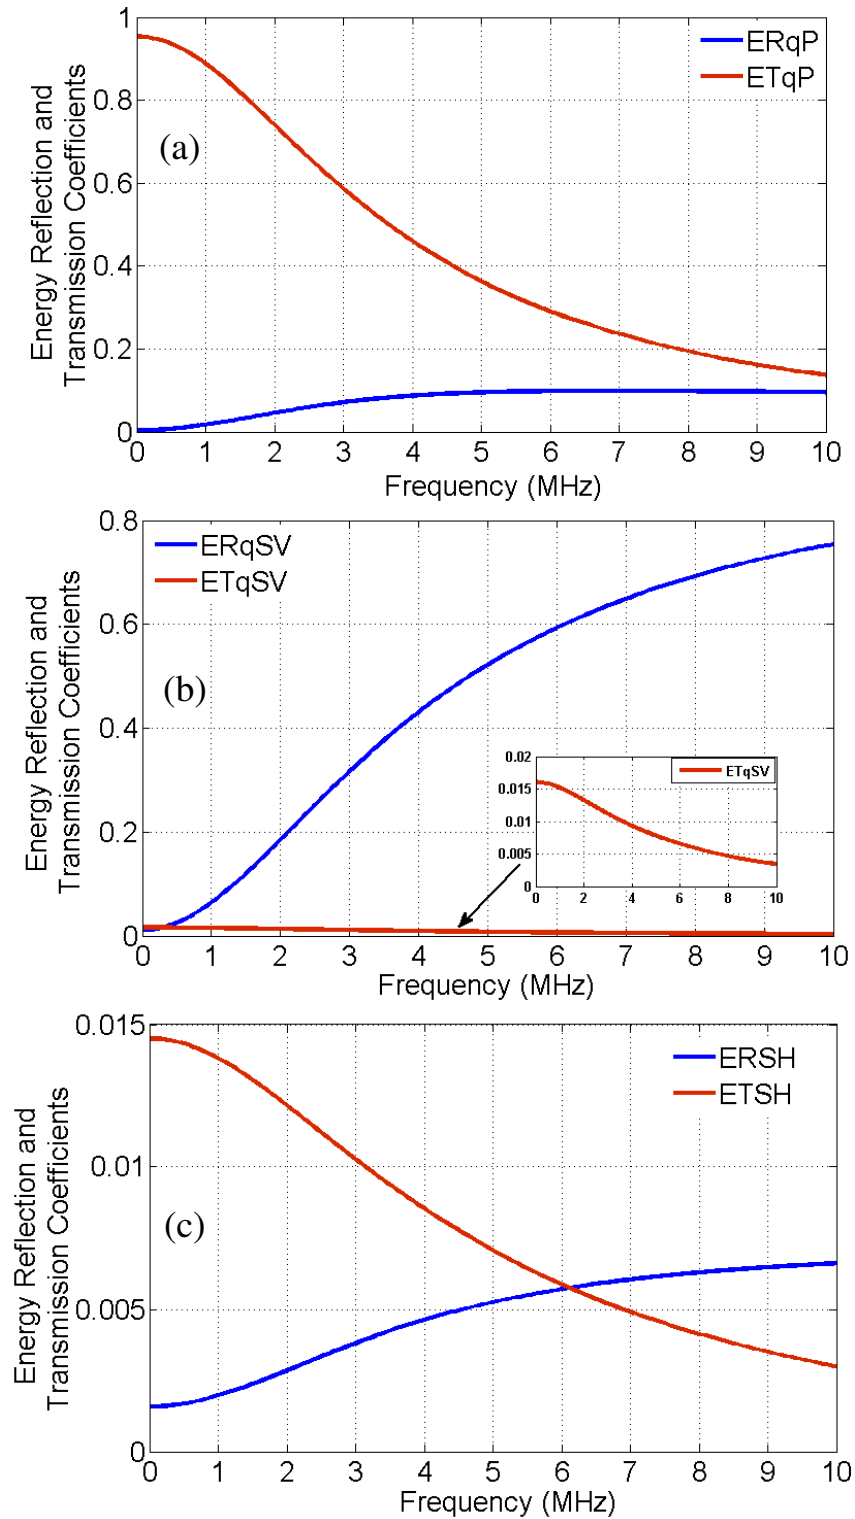 Energy Reflection and
Transmission Coefficients
1
0.8
0.6
0.4
0.2
0
(a)
ERqP
ETqP
0 1 2 3 4 5 6 7 8 9 10
Frequency (MHz)
Energy Reflection and
Transmission Coefficients
0.8
0.6
0.4
0.2
0
ERqSV
ETqSV
(b)
0.02
0.015
0.01
0.005
0
ETqSV
0 2 4 6 8 10
0 1 2 3 4 5 6 7 8 9 10
Frequency (MHz)
Energy Reflection and
Transmission Coefficients
0.015
0.01
0.005
0
ERSH
ETSH
(c)
0 1 2 3 4 5 6 7 8 9 10
Frequency (MHz)